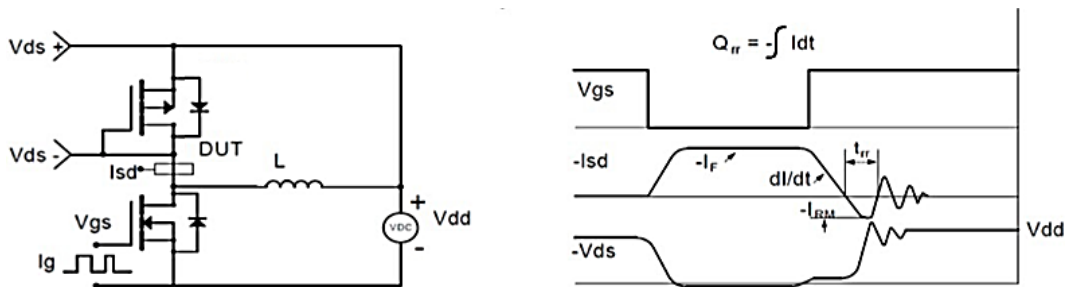 Vds +
Vds -
DUT
Isd
L
Vgs
Ig
+
VDC
-
Vdd
Qrr = -∫ Idt
Vgs
-Isd
-IF
trr
dI/dt
-IRM
Vdd
-Vds